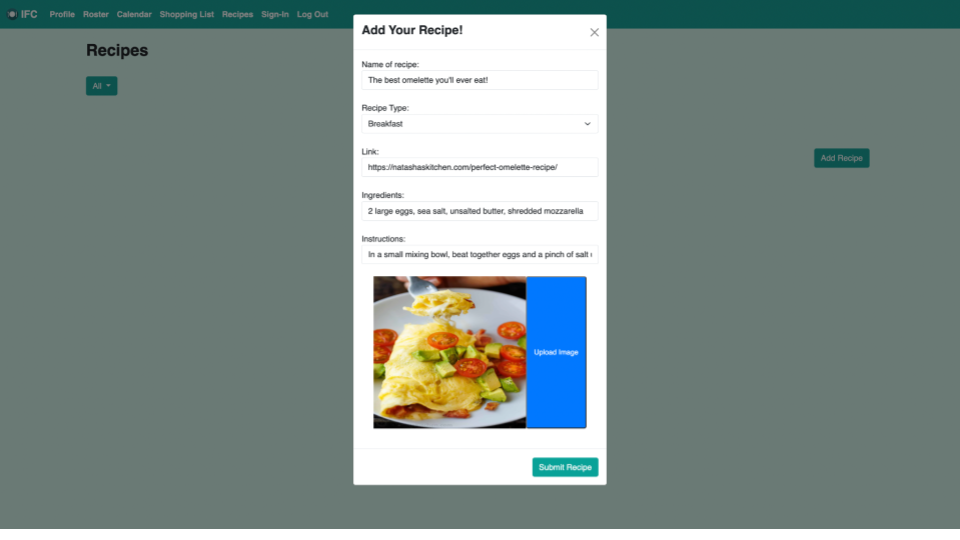 IFC Profile Roster Calendar Shopping List Recipes Sign-In Log Out
Recipes
All
Add Recipe
Add Your Recipe!
Name of recipe:
The best omelette you'll ever eat!
Recipe Type:
Breakfast
Link:
https://natashaskitchen.com/perfect-omelette-recipe/
Ingredients:
2 large eggs, sea salt, unsalted butter, shredded mozzarella
Instructions:
In a small mixing bowl, beat together eggs and a pinch of salt
Upload Image
Submit Recipe